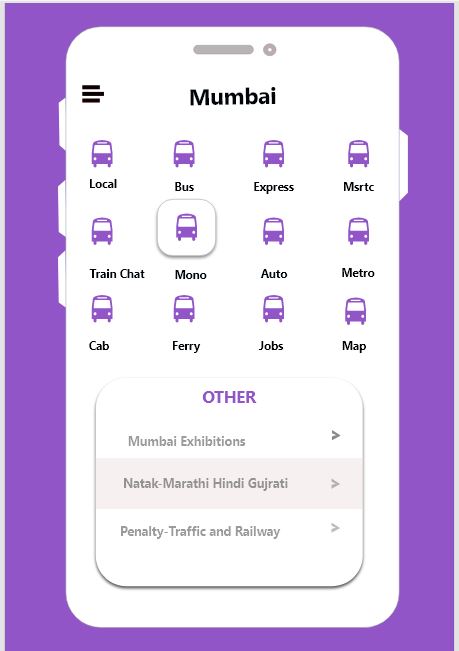 Mumbai
Local Bus Express Msrtc
Train Chat Mono Auto Metro
Cab Ferry Jobs Map
OTHER
Mumbai Exhibitions >
Natak-Marathi Hindi Gujrati >
Penalty-Traffic and Railway >